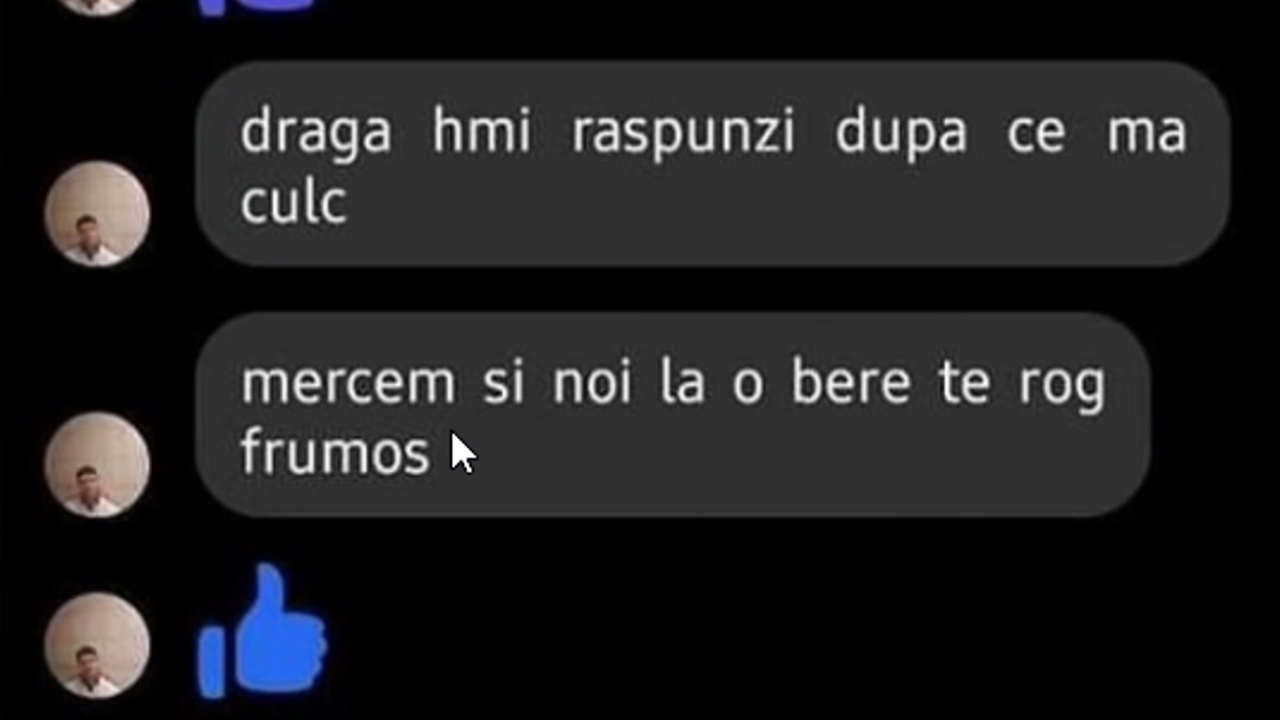 draga hmi raspunzi dupa ce ma
culc
mercem si noi la o bere te rog
frumos